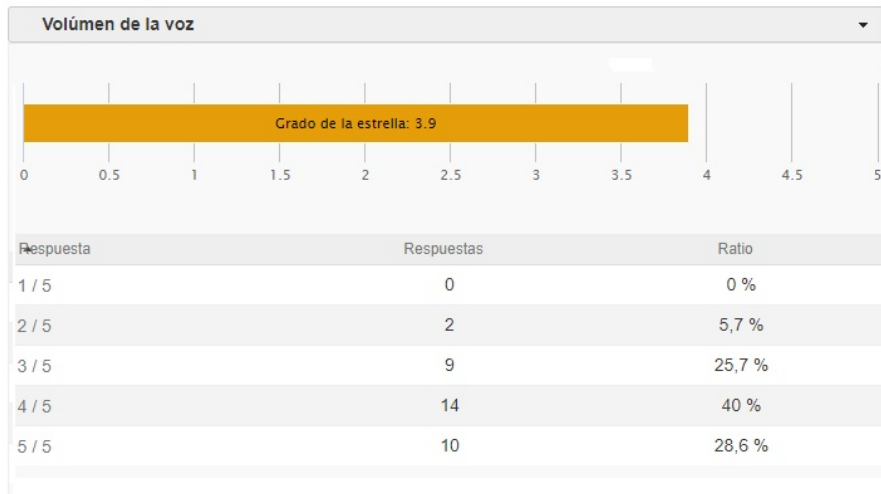 Volúmen de la voz
Grado de la estrella: 3.9
0 0.5 1 1.5 2 2.5 3 3.5 4 4.5 5
Respuesta Respuestas Ratio
1 / 5 0 0 %
2 / 5 2 5,7 %
3 / 5 9 25,7 %
4 / 5 14 40 %
5 / 5 10 28,6 %